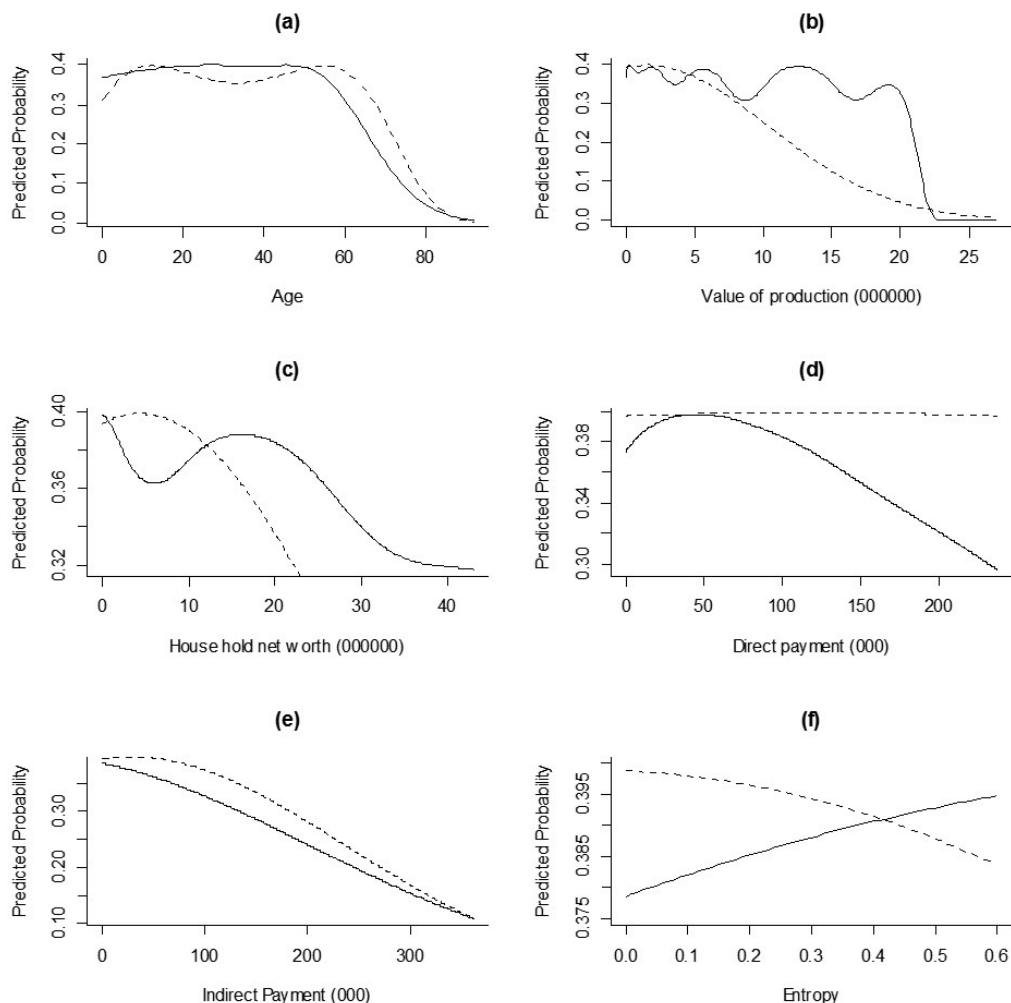 (a)
Predicted Probability
0.0 0.1 0.2 0.3 0.4
0 20 40 60 80
Age
(b)
Predicted Probability
0.0 0.1 0.2 0.3 0.4
0 5 10 15 20 25
Value of production (000000)
(c)
Predicted Probability
0.32 0.36 0.40
0 10 20 30 40
House hold net worth (000000)
(d)
Predicted Probability
0.30 0.34 0.38
0 50 100 150 200
Direct payment (000)
(e)
Predicted Probability
0.10 0.20 0.30
0 100 200 300
Indirect Payment (000)
(f)
Predicted Probability
0.375 0.385 0.395
0.0 0.1 0.2 0.3 0.4 0.5 0.6
Entropy